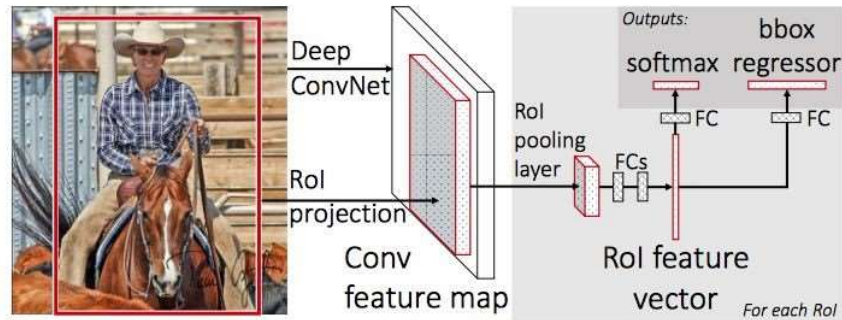 Deep
ConvNet
RoI
projection
Conv
feature map
RoI
pooling
layer
FCs
RoI feature
vector
For each RoI
Outputs:
softmax
bbox
regressor
FC
FC